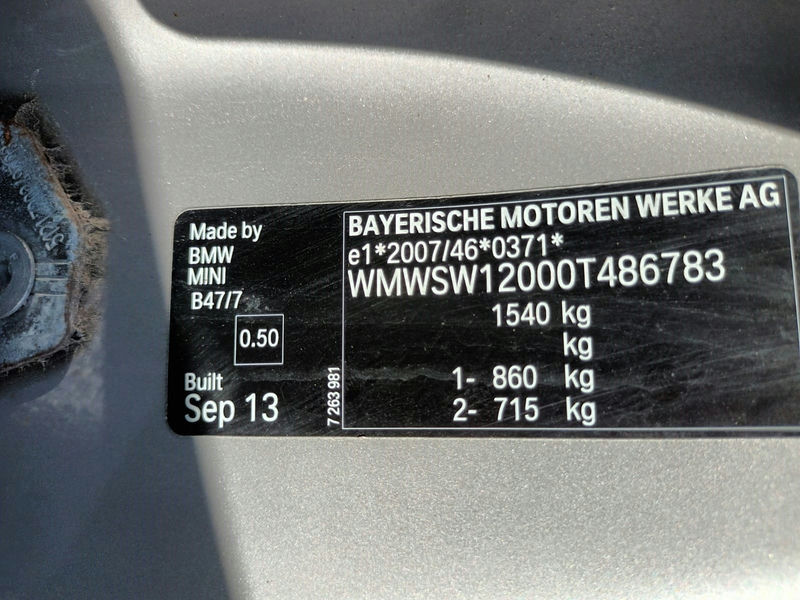 Made by
BMW
MINI
B47/7
0.50
Built
Sep 13
7 263 981
BAYERISCHE MOTOREN WERKE AG
e1*2007/46*0371*
WMWSW12000T486783
1540 kg
kg
1- 860 kg
2- 715 kg